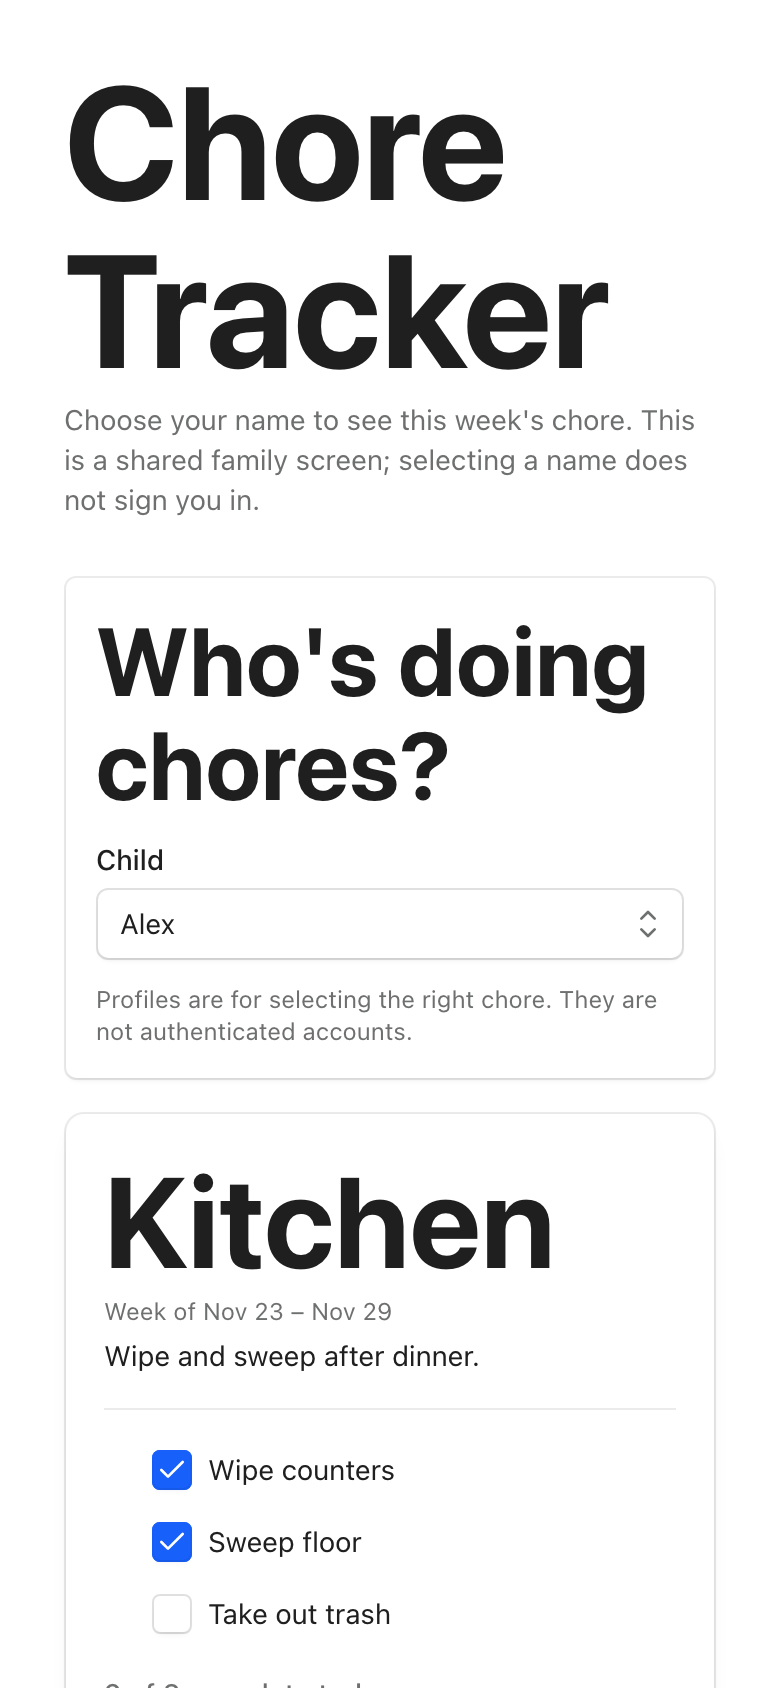 Chore
Tracker
Choose your name to see this week's chore. This
is a shared family screen; selecting a name does
not sign you in.
Who's doing
chores?
Child
Alex
Profiles are for selecting the right chore. They are
not authenticated accounts.
Kitchen
Week of Nov 23 – Nov 29
Wipe and sweep after dinner.
Wipe counters
Sweep floor
Take out trash